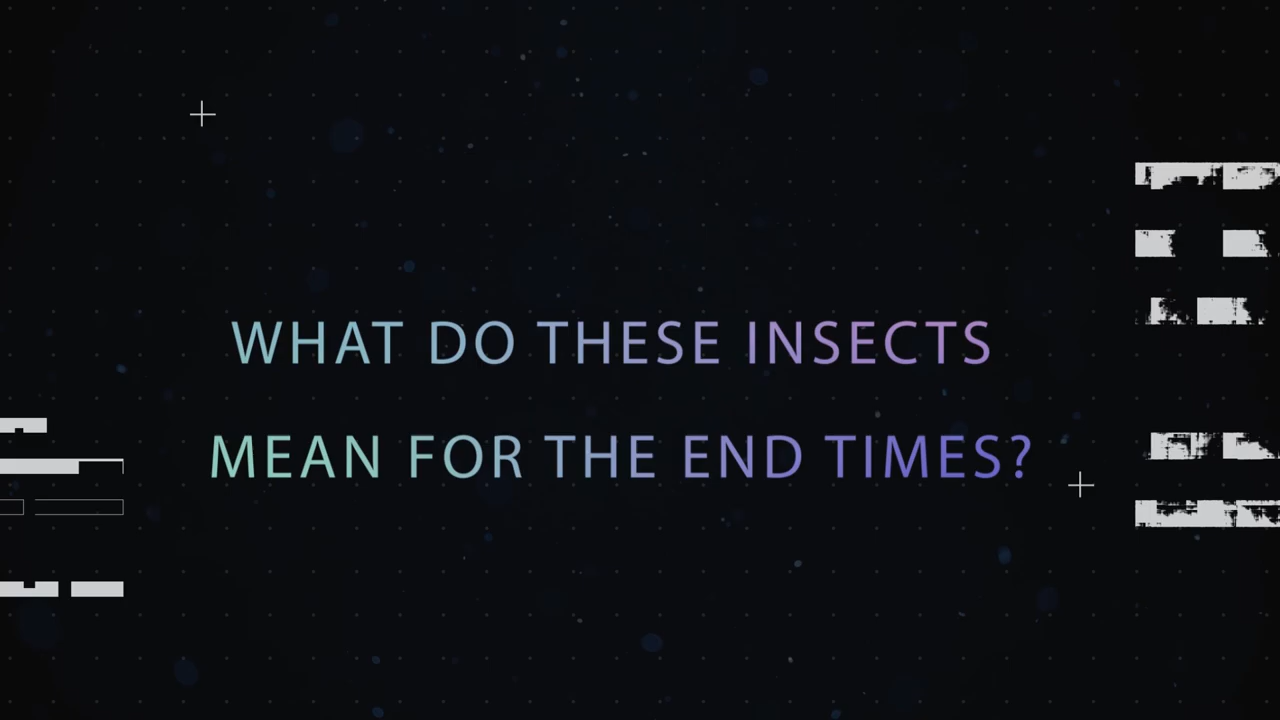 WHAT DO THESE INSECTS
MEAN FOR THE END TIMES?